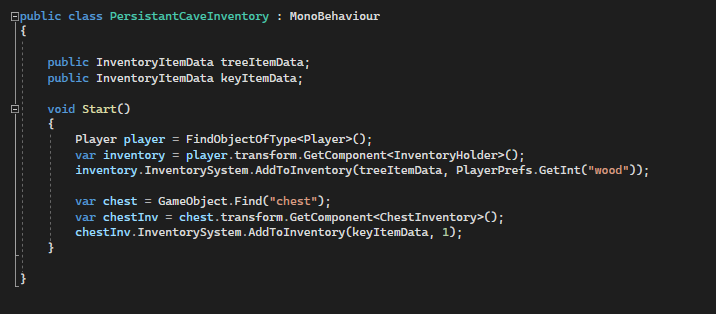 public class PersistantCaveInventory : MonoBehaviour
{
public InventoryItemData treeItemData;
public InventoryItemData keyItemData;
void Start()
{
Player player = FindObjectOfType<Player>();
var inventory = player.transform.GetComponent<InventoryHolder>();
inventory.InventorySystem.AddToInventory(treeItemData, PlayerPrefs.GetInt("wood"));
var chest = GameObject.Find("chest");
var chestInv = chest.transform.GetComponent<ChestInventory>();
chestInv.InventorySystem.AddToInventory(keyItemData, 1);
}
}